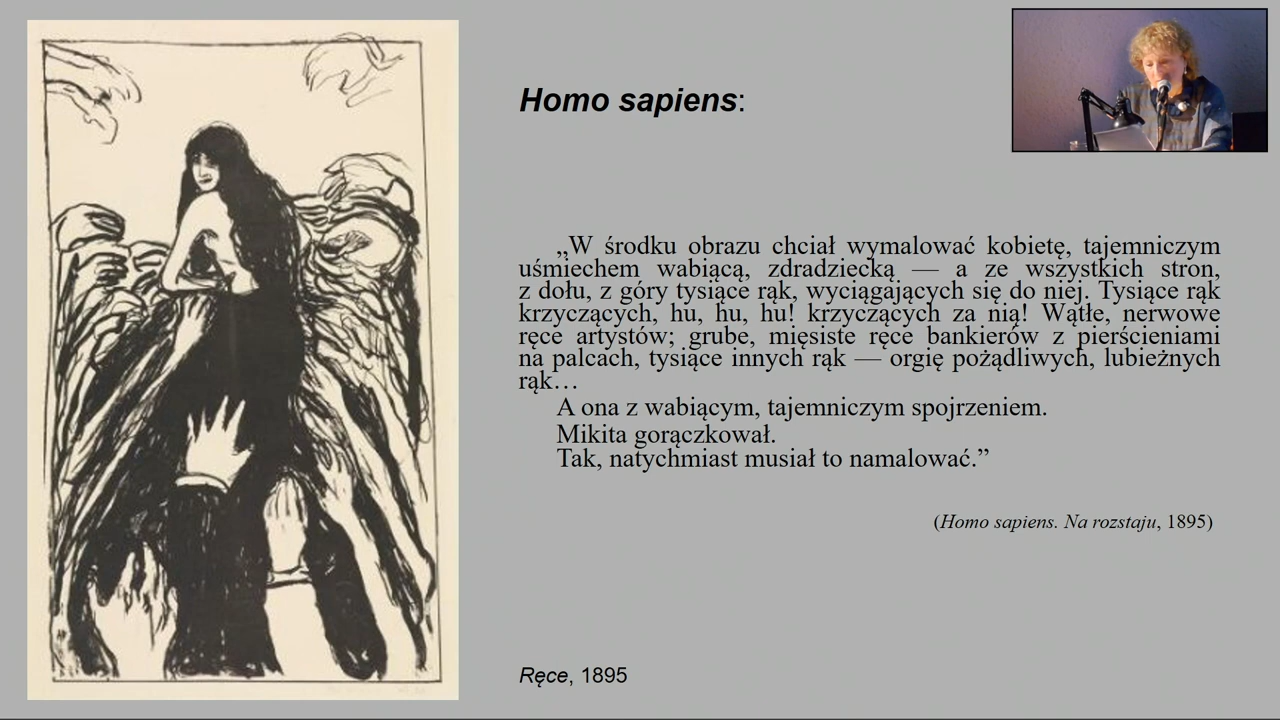 Homo sapiens:
„W środku obrazu chciał wymalować kobietę, tajemniczym
uśmiechem wabiącą, zdradziecką — a ze wszystkich stron,
z dołu, z góry tysiące rąk, wyciągających się do niej. Tysiące rąk
krzyczących, hu, hu, hu! krzyczących za nią! Wątłe, nerwowe
ręce artystów; grube, mięsiste ręce bankierów z pierścieniami
na palcach, tysiące innych rąk — orgię pożądliwych, lubieżnych
rąk…
A ona z wabiącym, tajemniczym spojrzeniem.
Mikita gorączkował.
Tak, natychmiast musiał to namalować.”
(Homo sapiens. Na rozstaju, 1895)
Ręce, 1895